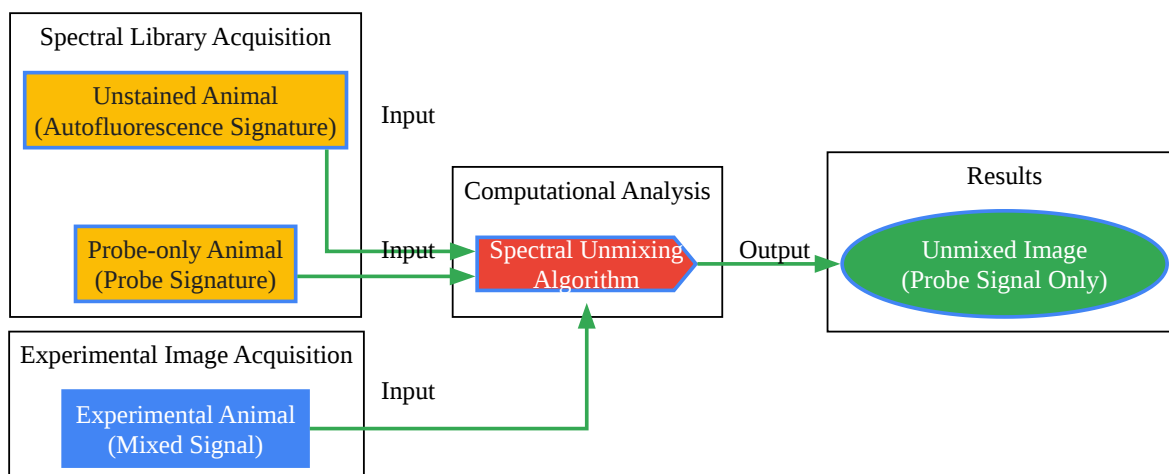 Spectral Library Acquisition
Unstained Animal
(Autofluorescence Signature)
Input
Probe-only Animal
(Probe Signature)
Input
Computational Analysis
Spectral Unmixing
Algorithm
Output
Results
Unmixed Image
(Probe Signal Only)
Experimental Image Acquisition
Experimental Animal
(Mixed Signal)
Input